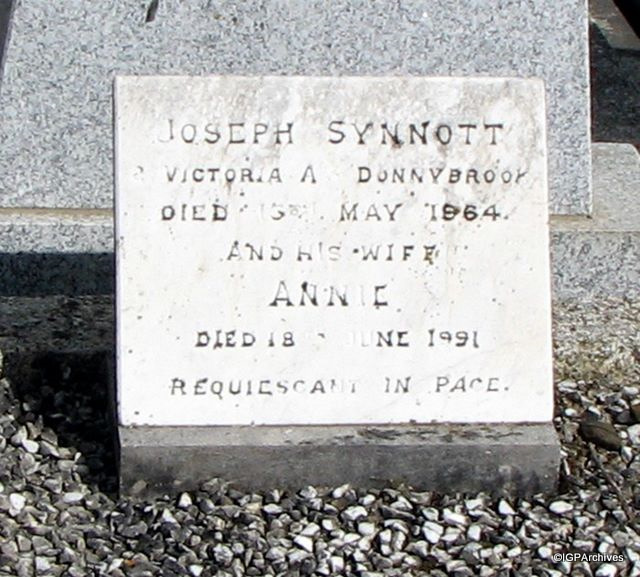 JOSEPH SYNNOTT
VICTORIA A DONNYBROOK
DIED 15TH MAY 1964.
AND HIS WIFE
ANNIE
DIED 18 JUNE 1991
REQUIESCANT IN PACE.
©IGPArchives